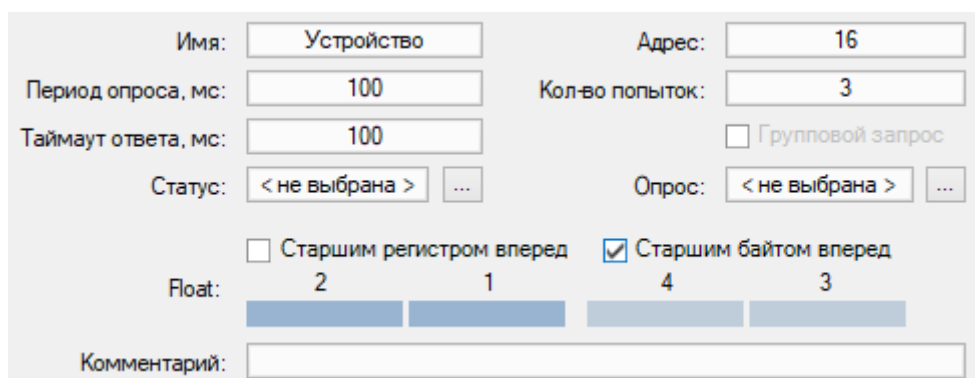 Имя: Устройство Адрес: 16
Период опроса, мс: 100 Кол-во попыток: 3
Таймаут ответа, мс: 100 Групповой запрос
Статус: < не выбрана > ... Опрос: < не выбрана > ...
Старшим регистром вперед Старшим байтом вперед
Float: 2 1 4 3
Комментарий: